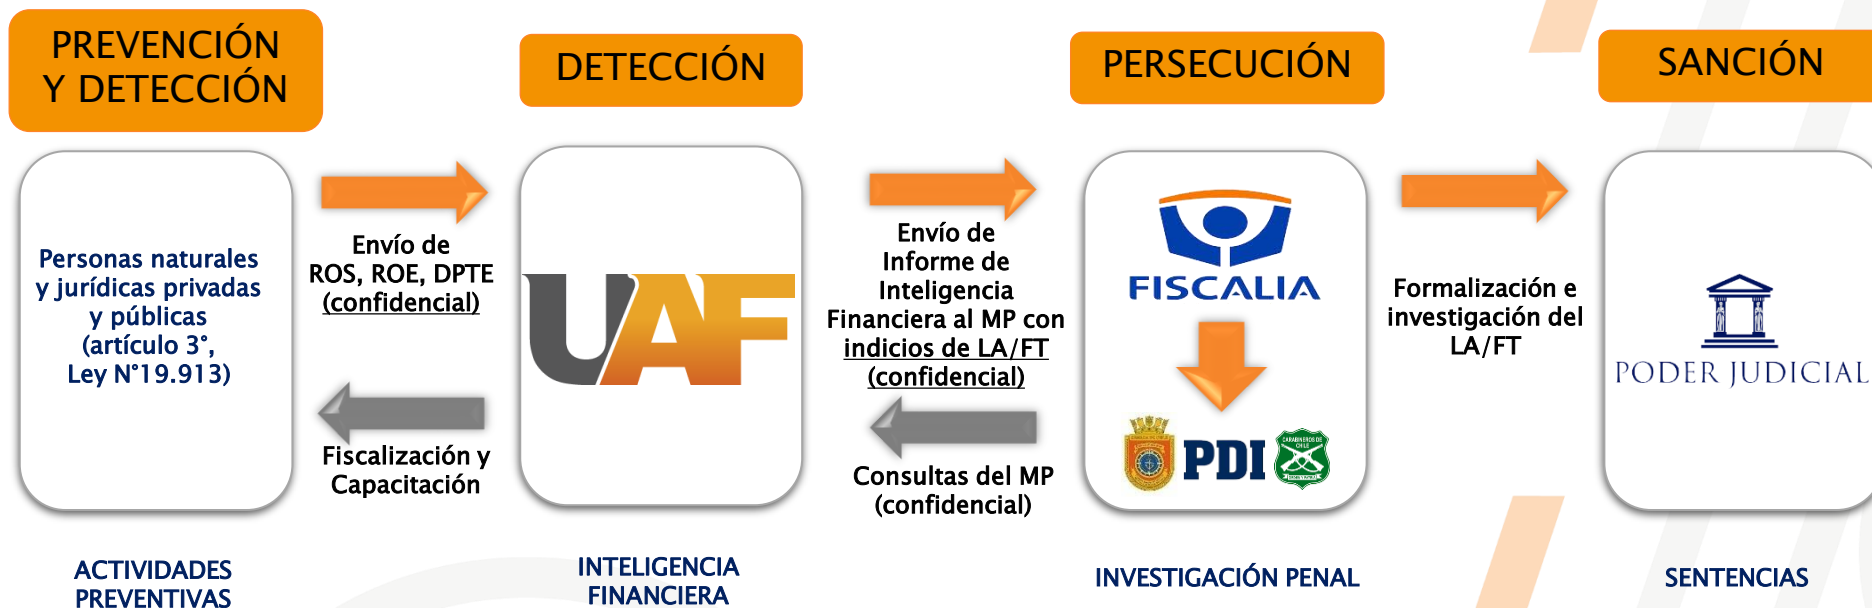 PREVENCIÓN
Y DETECCIÓN
DETECCIÓN
PERSECUCIÓN
SANCIÓN
Personas naturales
y jurídicas privadas
y públicas
(artículo 3°,
Ley N°19.913)
Envío de
ROS, ROE, DPTE
(confidencial)
Fiscalización y
Capacitación
UAF
Envío de
Informe de
Inteligencia
Financiera al MP con
indicios de LA/FT
(confidencial)
Consultas del MP
(confidencial)
FISCALIA
PDI
CARABINEROS DE
CHILE
Formalización e
investigación del
LA/FT
PODER JUDICIAL
ACTIVIDADES
PREVENTIVAS
INTELIGENCIA
FINANCIERA
INVESTIGACIÓN PENAL
SENTENCIAS